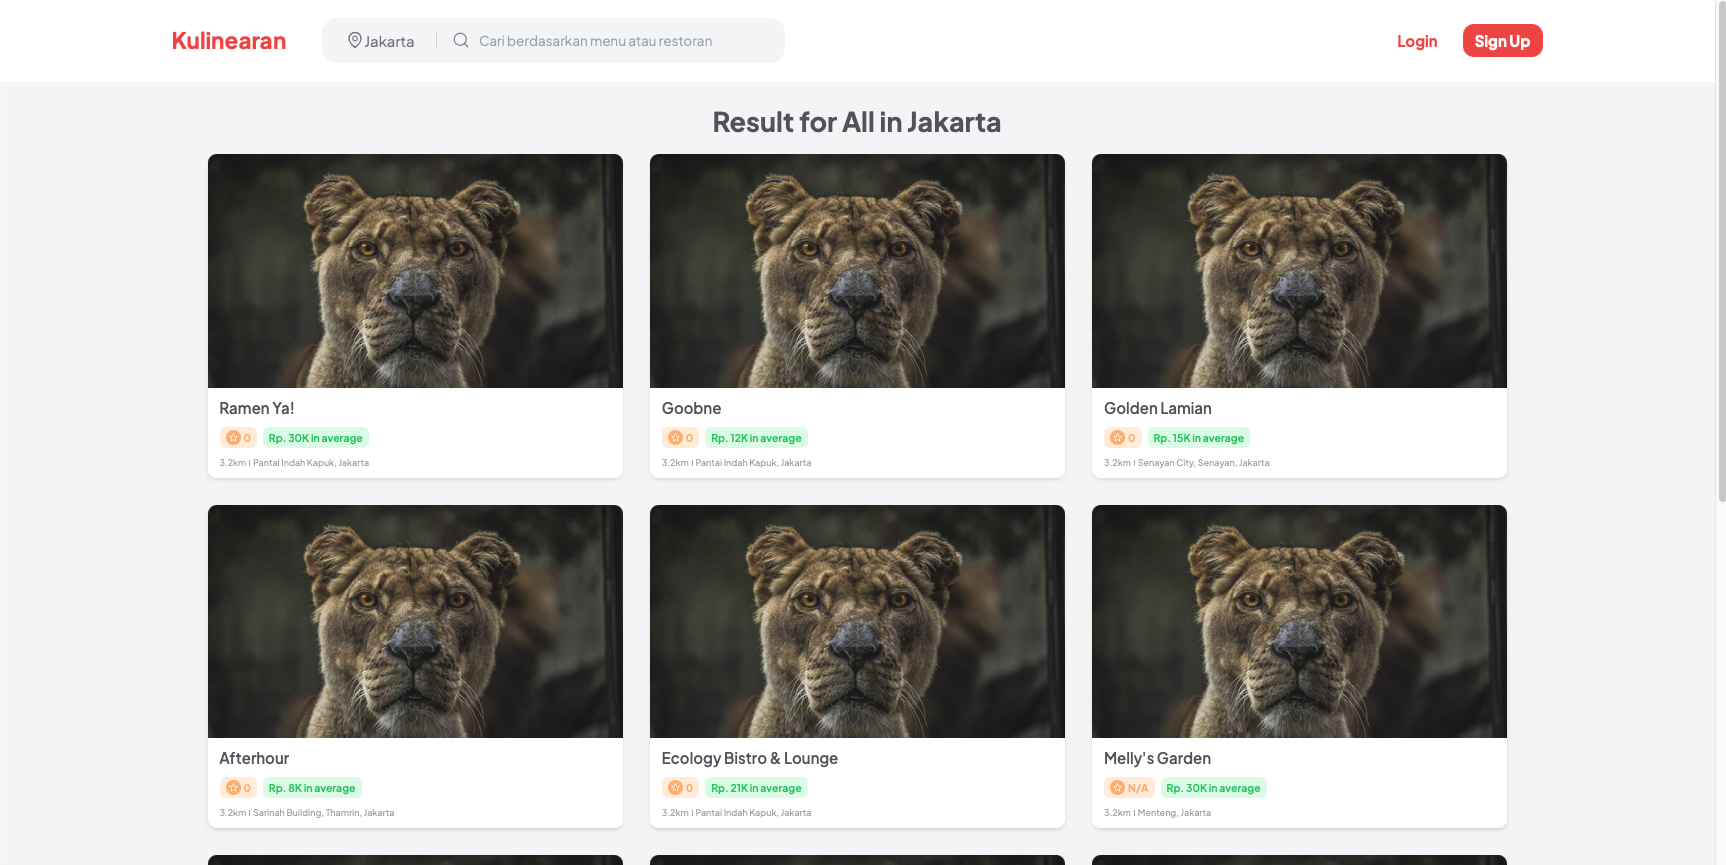 Kulinearan
Jakarta
Cari berdasarkan menu atau restoran
Login
Sign Up
Result for All in Jakarta
Ramen Ya!
0
Rp. 30K in average
3.2km | Pantai Indah Kapuk, Jakarta
Goobne
0
Rp. 12K in average
3.2km | Pantai Indah Kapuk, Jakarta
Golden Lamian
0
Rp. 15K in average
3.2km | Senayan City, Senayan, Jakarta
Afterhour
0
Rp. 8K in average
3.2km | Sarinah Building, Thamrin, Jakarta
Ecology Bistro & Lounge
0
Rp. 21K in average
3.2km | Pantai Indah Kapuk, Jakarta
Melly's Garden
N/A
Rp. 30K in average
3.2km | Menteng, Jakarta